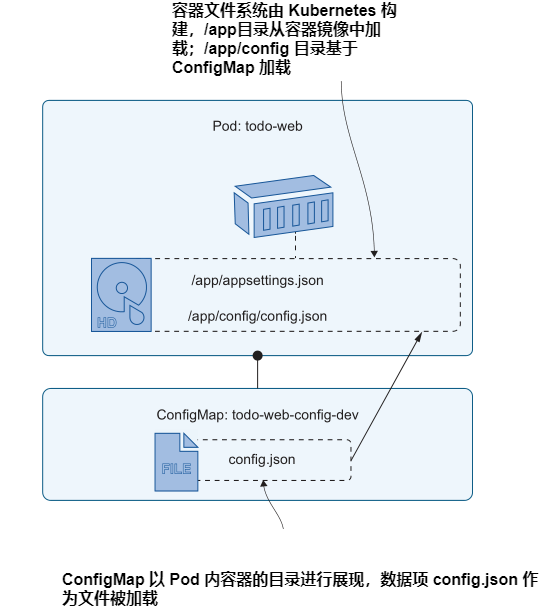 容器文件系统由 Kubernetes 构
建，/app目录从容器镜像中加
载；/app/config 目录基于
ConfigMap 加载
Pod: todo-web
/app/appsettings.json
/app/config/config.json
HD
ConfigMap: todo-web-config-dev
config.json
FILE
ConfigMap 以 Pod 内容器的目录进行展现，数据项 config.json 作
为文件被加载